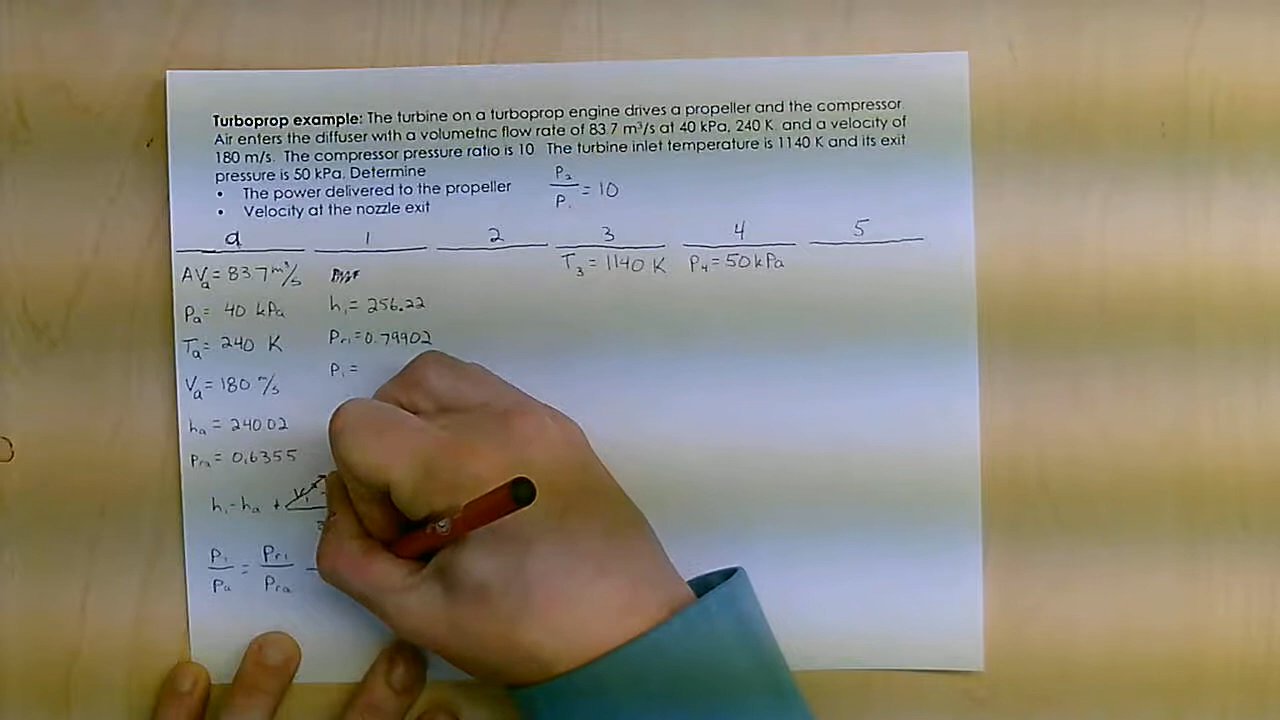 Turboprop example: The turbine on a turboprop engine drives a propeller and the compressor.
Air enters the diffuser with a volumetric flow rate of 83.7 m³/s at 40 kPa, 240 K and a velocity of
180 m/s. The compressor pressure ratio is 10 The turbine inlet temperature is 1140 K and its exit
pressure is 50 kPa. Determine
• The power delivered to the propeller
• Velocity at the nozzle exit
P₂/P₁ = 10
a 1 2 3 4 5
AVₐ = 83.7 m³/s
T₃ = 1140 K P₄ = 50 kPa
Pₐ = 40 kPa h₁ = 256.22
Tₐ = 240 K Pr₁ = 0.79902
Vₐ = 180 m/s P₁ =
hₐ = 240.02
Prₐ = 0.6355
h₁ - hₐ +
P₁/Pₐ = Pr₁/Prₐ